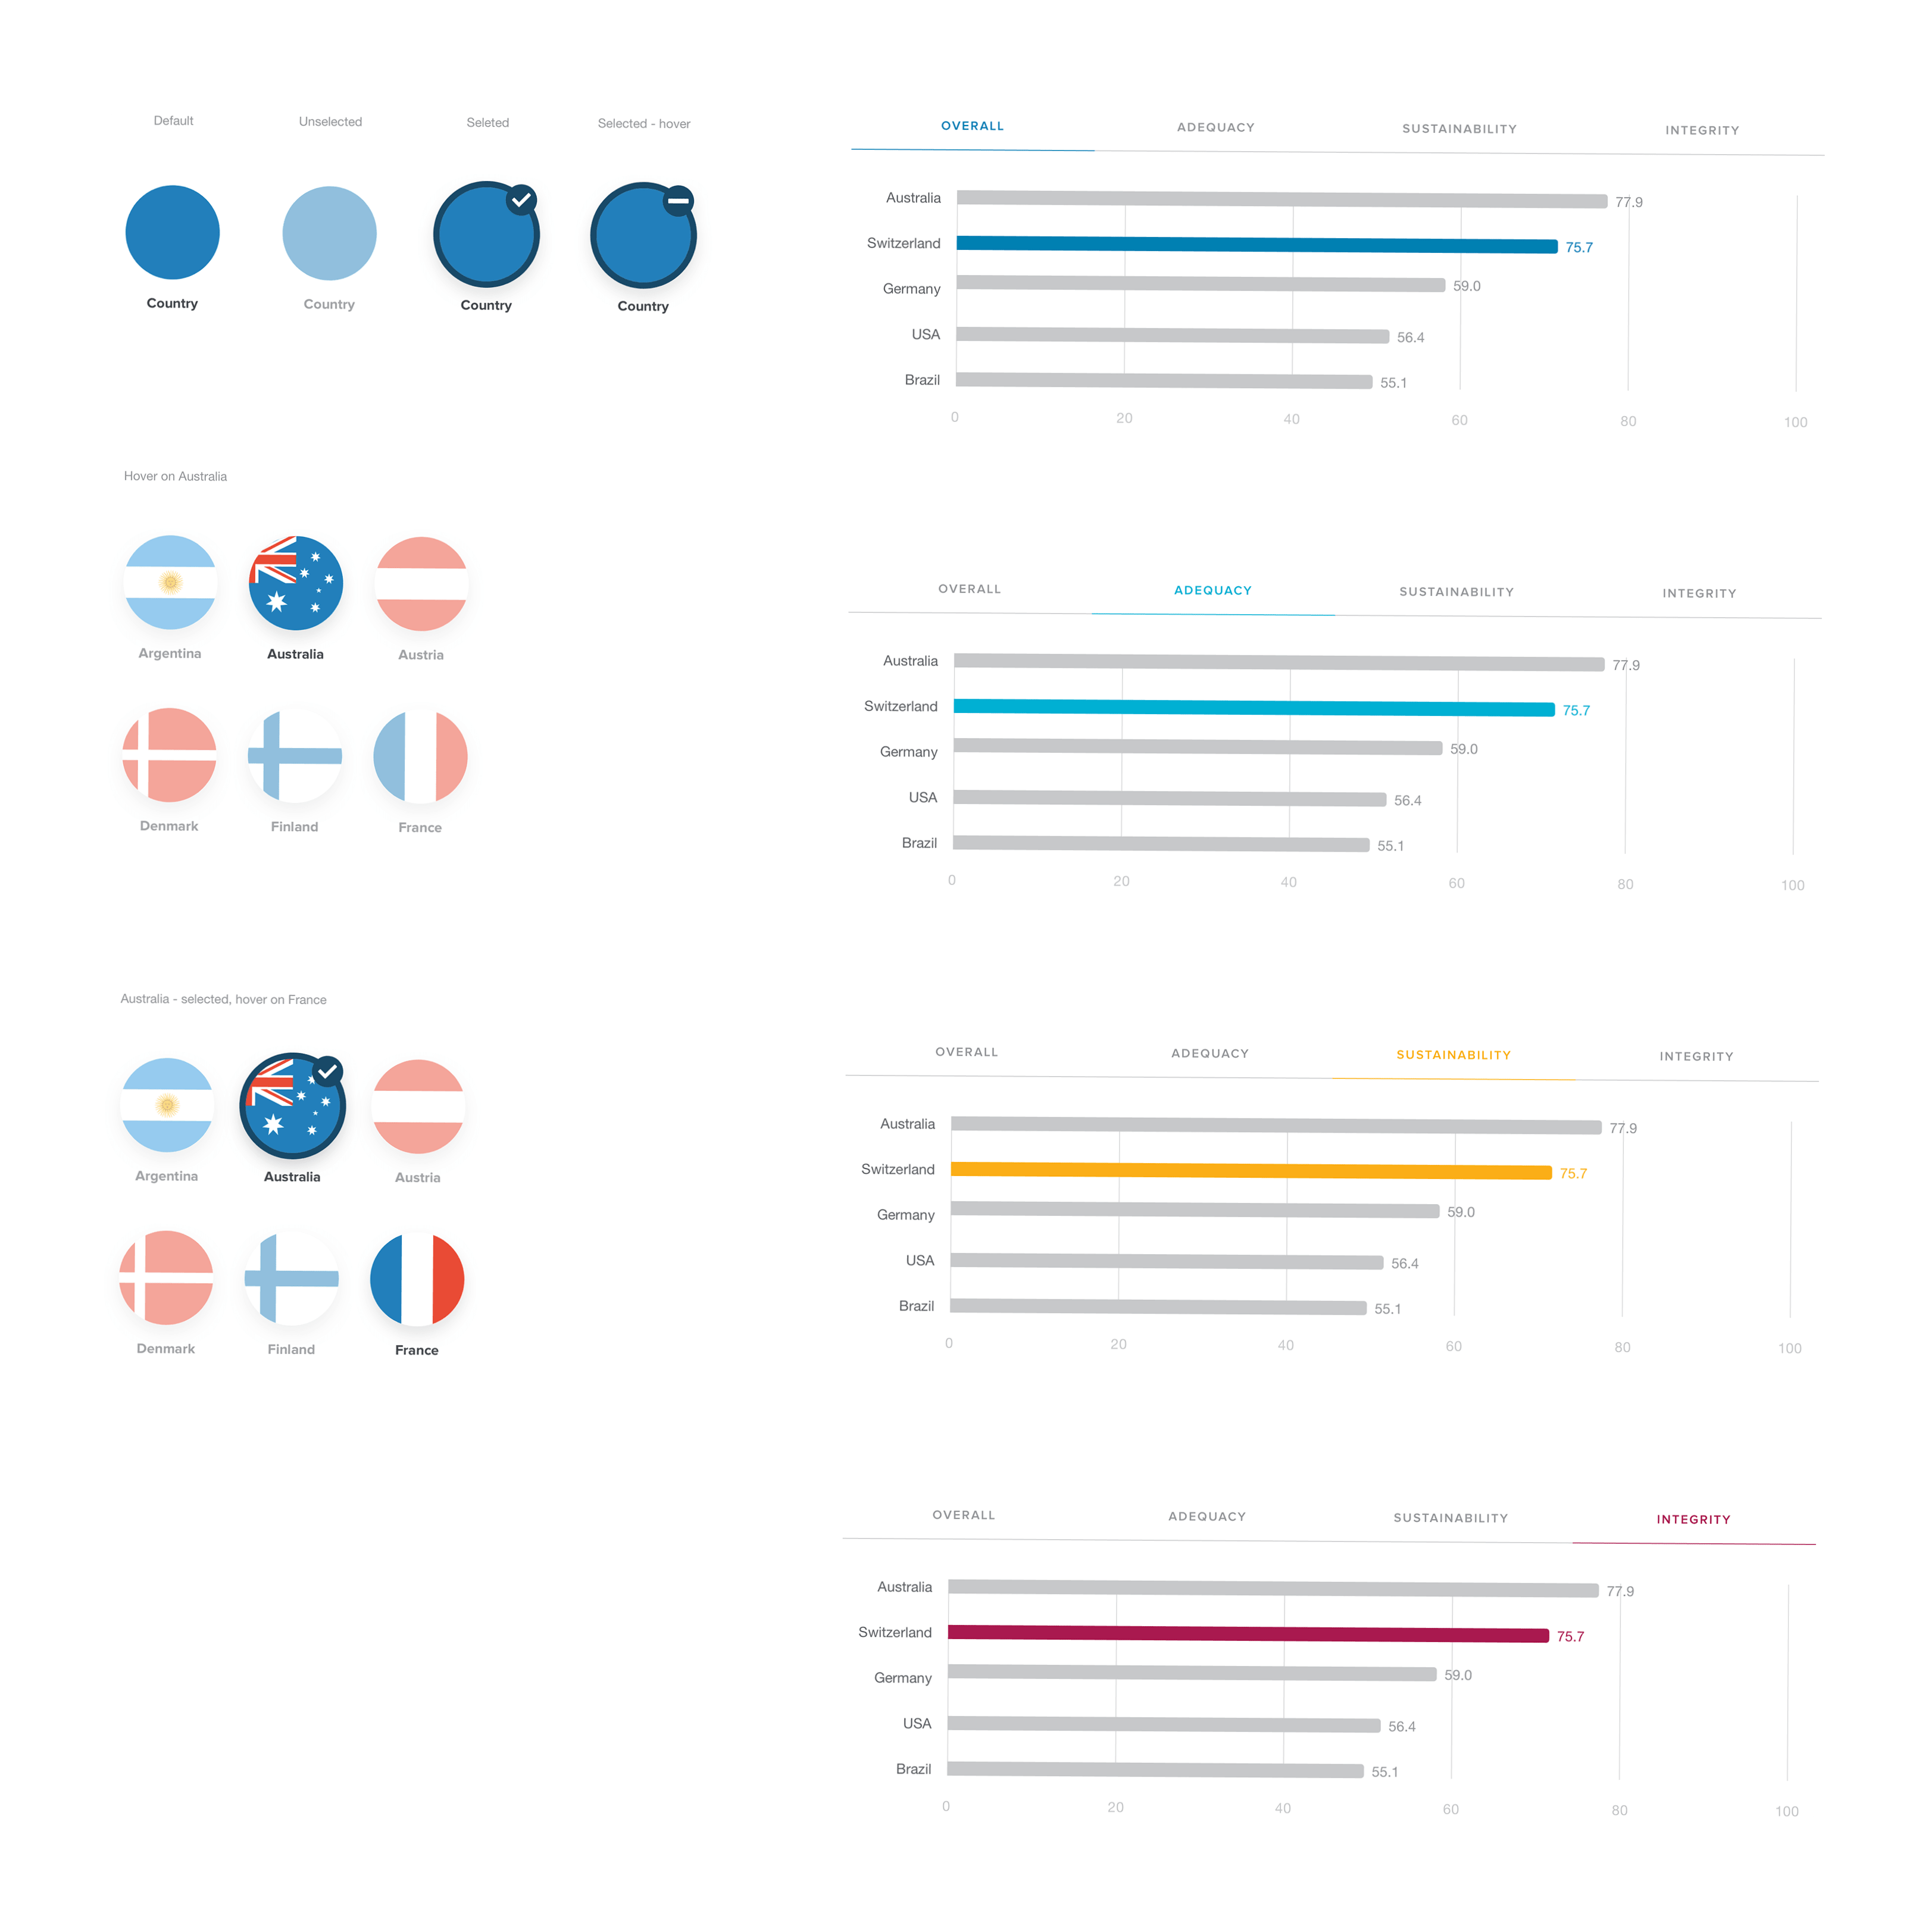 Default Unselected Seleted Selected - hover
Country Country Country Country
Hover on Australia
Argentina Australia Austria
Denmark Finland France
Australia - selected, hover on France
Argentina Australia Austria
Denmark Finland France
OVERALL ADEQUACY SUSTAINABILITY INTEGRITY
Australia 77.9
Switzerland 75.7
Germany 59.0
USA 56.4
Brazil 55.1
0 20 40 60 80 100
OVERALL ADEQUACY SUSTAINABILITY INTEGRITY
Australia 77.9
Switzerland 75.7
Germany 59.0
USA 56.4
Brazil 55.1
0 20 40 60 80 100
OVERALL ADEQUACY SUSTAINABILITY INTEGRITY
Australia 77.9
Switzerland 75.7
Germany 59.0
USA 56.4
Brazil 55.1
0 20 40 60 80 100
OVERALL ADEQUACY SUSTAINABILITY INTEGRITY
Australia 77.9
Switzerland 75.7
Germany 59.0
USA 56.4
Brazil 55.1
0 20 40 60 80 100